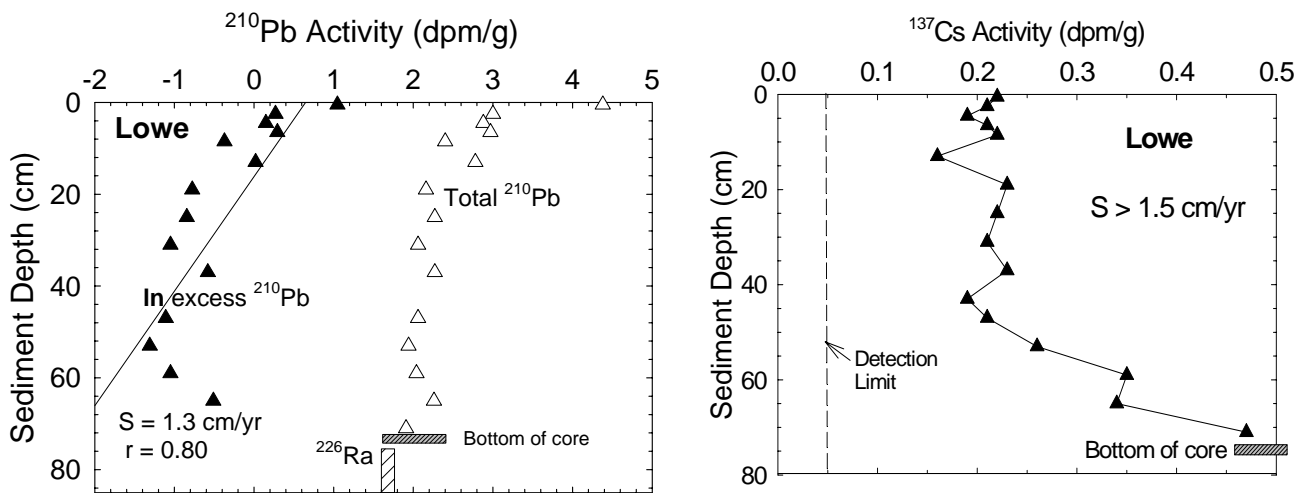 ²¹⁰Pb Activity (dpm/g)
-2 -1 0 1 2 3 4 5
0
20
40
60
80
Sediment Depth (cm)
Lowe
Total ²¹⁰Pb
ln excess ²¹⁰Pb
S = 1.3 cm/yr
r = 0.80
Bottom of core
²²⁶Ra
¹³⁷Cs Activity (dpm/g)
0.0 0.1 0.2 0.3 0.4 0.5
0
20
40
60
80
Sediment Depth (cm)
Lowe
S > 1.5 cm/yr
Detection
Limit
Bottom of core